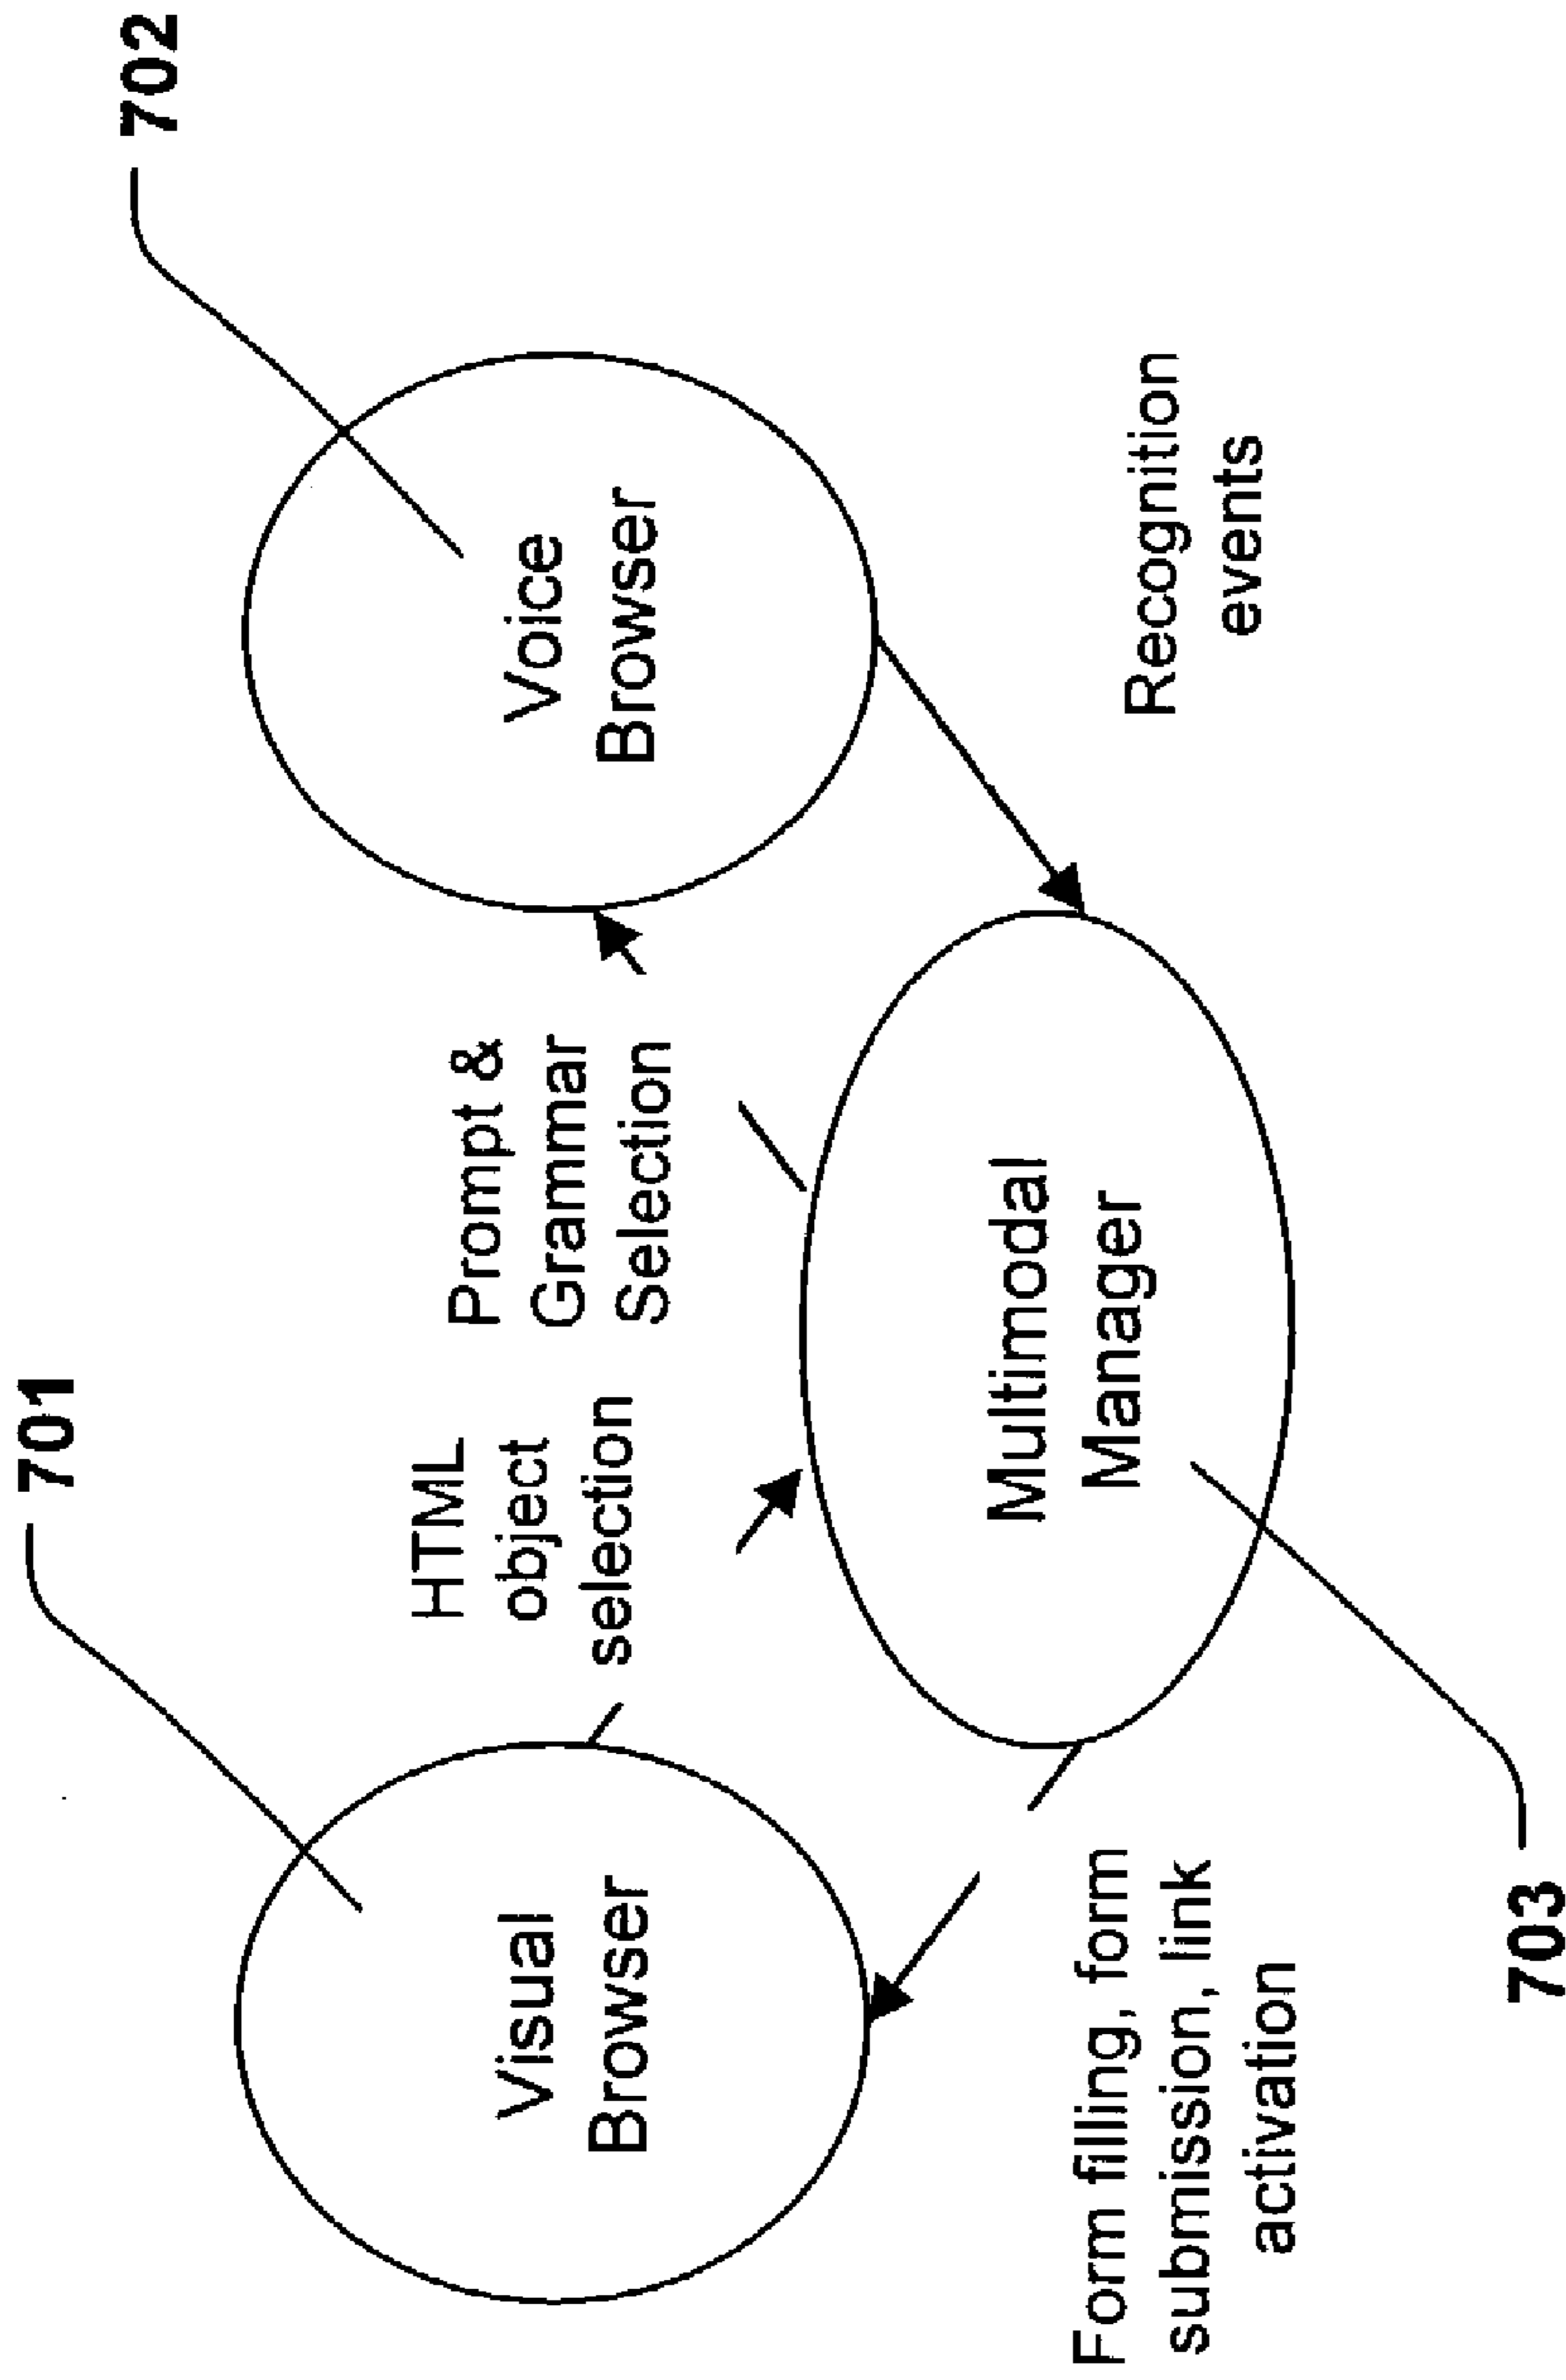 701
702
Visual
Browser
HTML
object
selection
Prompt &
Grammar
Selection
Voice
Browser
Multimodal
Manager
Form filling, form
submission, link
activation
Recognition
events
703